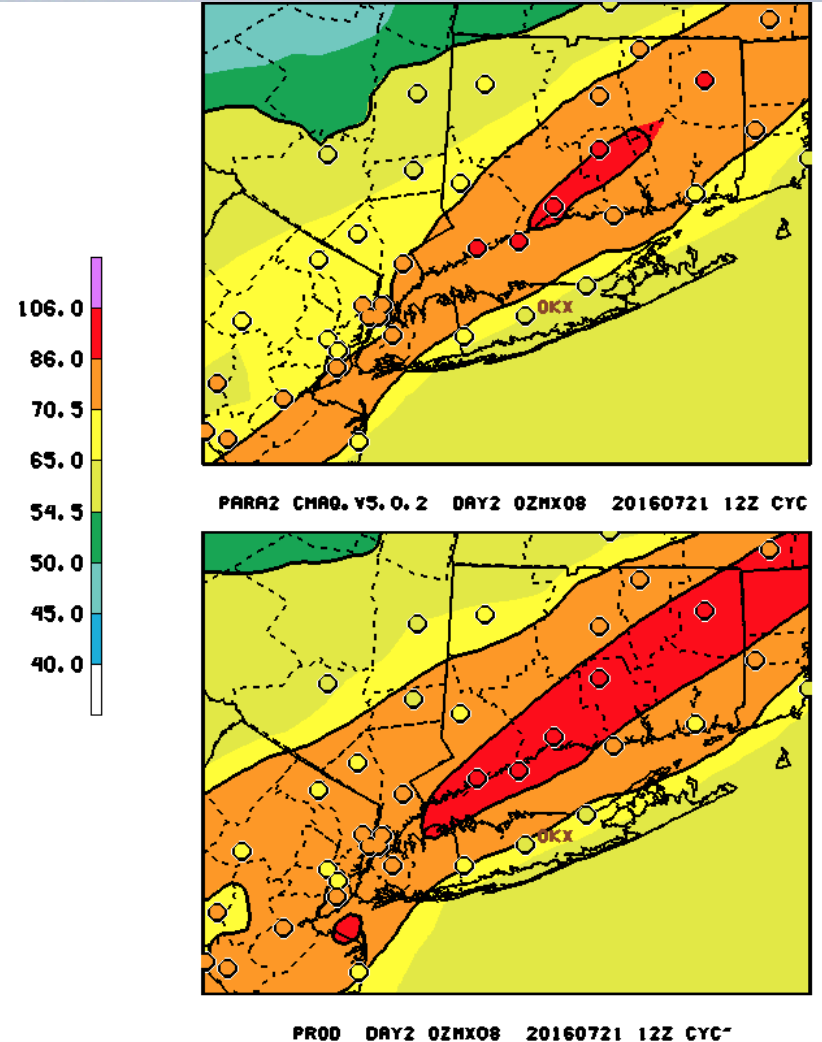 OKX
106.0
86.0
70.5
65.0
54.5
50.0
45.0
40.0
PARA2 CMAQ.V5.0.2 DAY2 OZMX08 20160721 12Z CYC
OKX
PROD DAY2 OZMX08 20160721 12Z CYC~